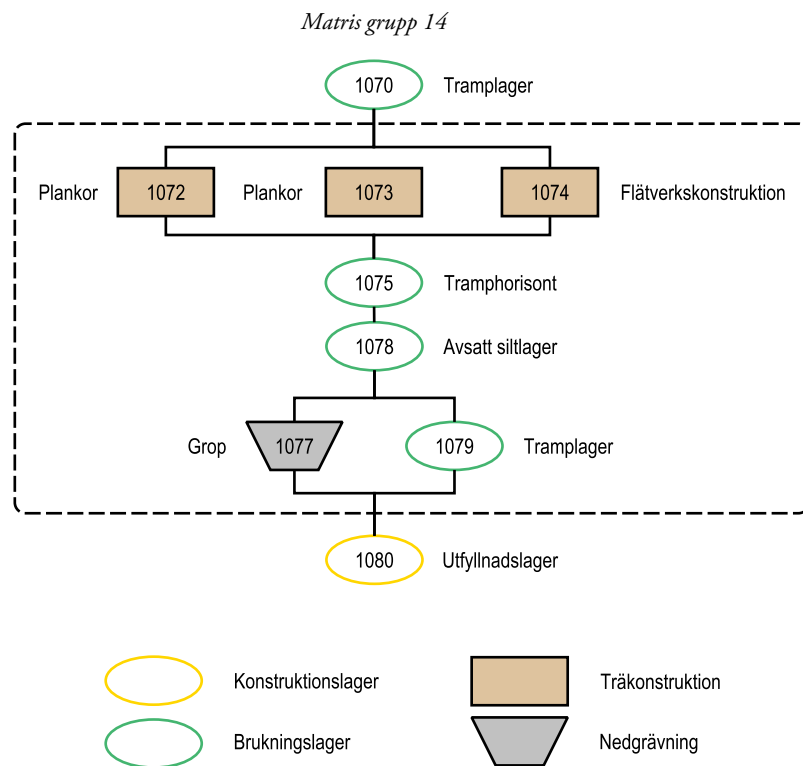 Matris grupp 14
1070 Tramplager
Plankor 1072 Plankor 1073 1074 Flätverkskonstruktion
1075 Tramphorisont
1078 Avsatt siltlager
Grop 1077 1079 Tramplager
1080 Utfyllnadslager
Konstruktionslager Träkonstruktion
Brukningslager Nedgrävning